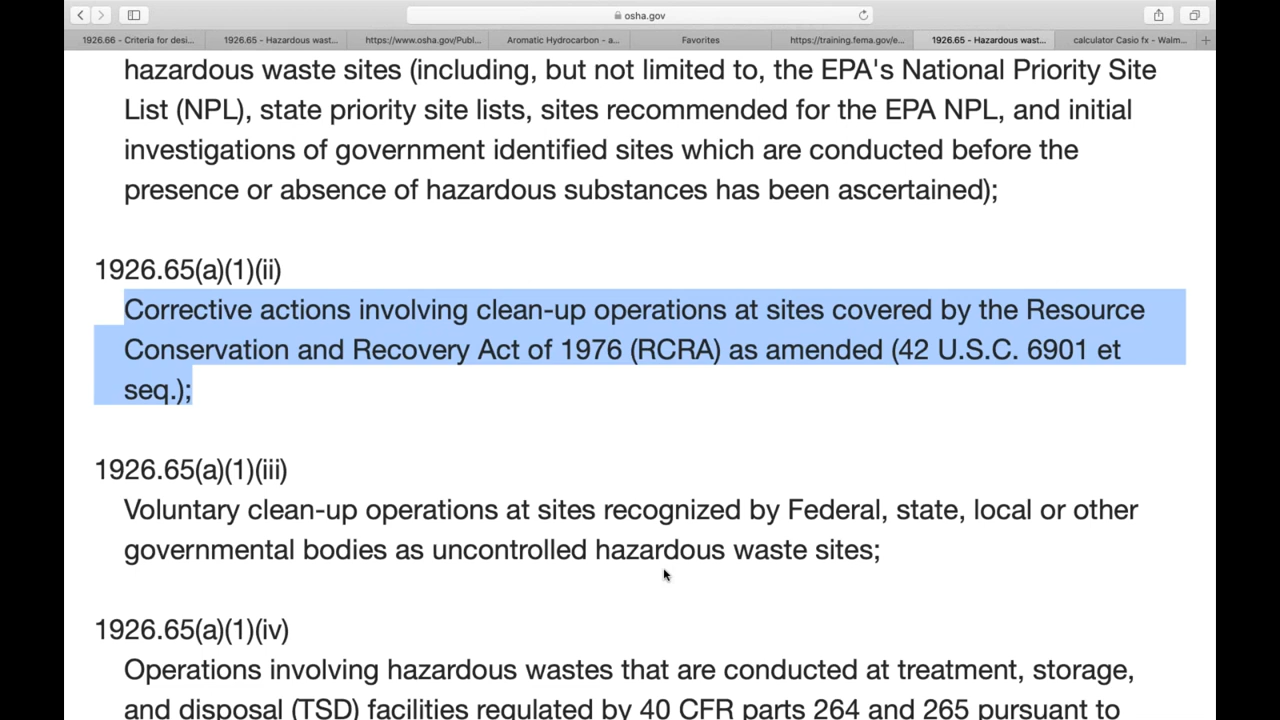 osha.gov
1926.66 - Criteria for desi...
1926.65 - Hazardous wast...
https://www.osha.gov/Publ...
Aromatic Hydrocarbon - a...
Favorites
https://training.fema.gov/e...
1926.65 - Hazardous wast...
calculator Casio fx - Walm...
hazardous waste sites (including, but not limited to, the EPA's National Priority Site
List (NPL), state priority site lists, sites recommended for the EPA NPL, and initial
investigations of government identified sites which are conducted before the
presence or absence of hazardous substances has been ascertained);
1926.65(a)(1)(ii)
Corrective actions involving clean-up operations at sites covered by the Resource
Conservation and Recovery Act of 1976 (RCRA) as amended (42 U.S.C. 6901 et
seq.);
1926.65(a)(1)(iii)
Voluntary clean-up operations at sites recognized by Federal, state, local or other
governmental bodies as uncontrolled hazardous waste sites;
1926.65(a)(1)(iv)
Operations involving hazardous wastes that are conducted at treatment, storage,
and disposal (TSD) facilities regulated by 40 CFR parts 264 and 265 pursuant to